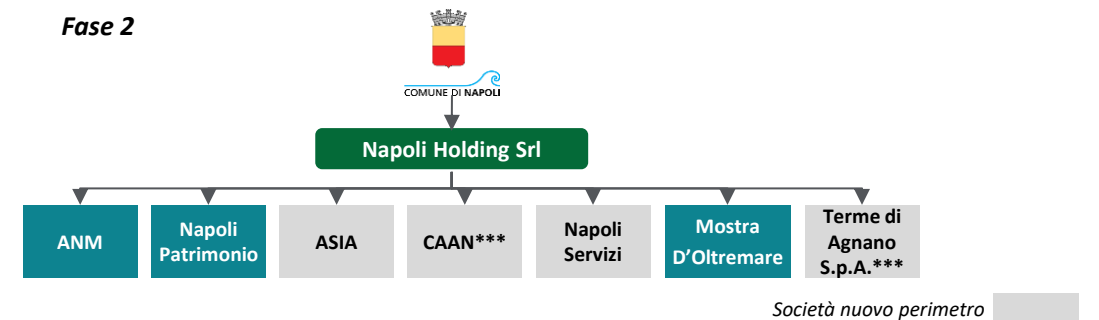 Fase 2
COMUNE DI NAPOLI
Napoli Holding Srl
ANM
Napoli
Patrimonio
ASIA
CAAN***
Napoli
Servizi
Mostra
D’Oltremare
Terme di
Agnano
S.p.A.***
Società nuovo perimetro